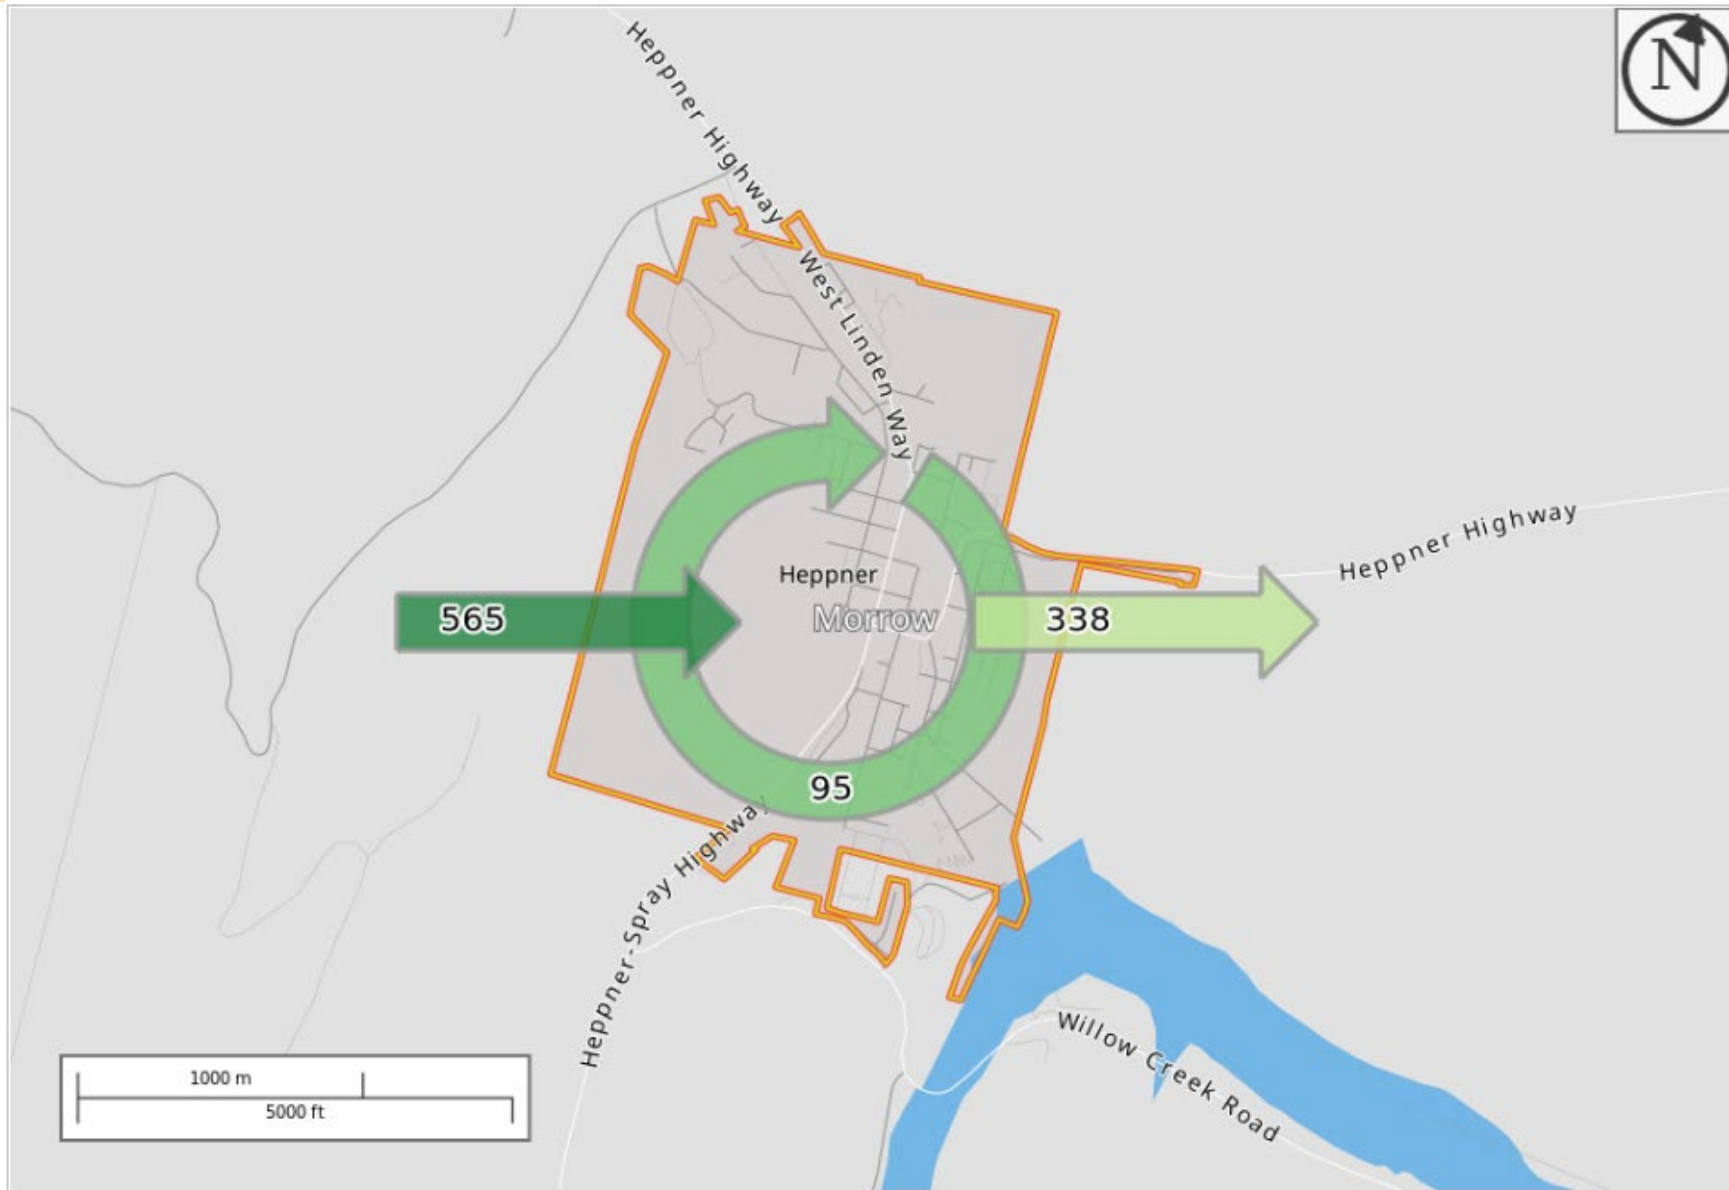 N
Heppner Highway
West Linden Way
Heppner Highway
Heppner
Morrow
565
338
95
Heppner-Spray Highway
Willow Creek Road
1000 m
5000 ft